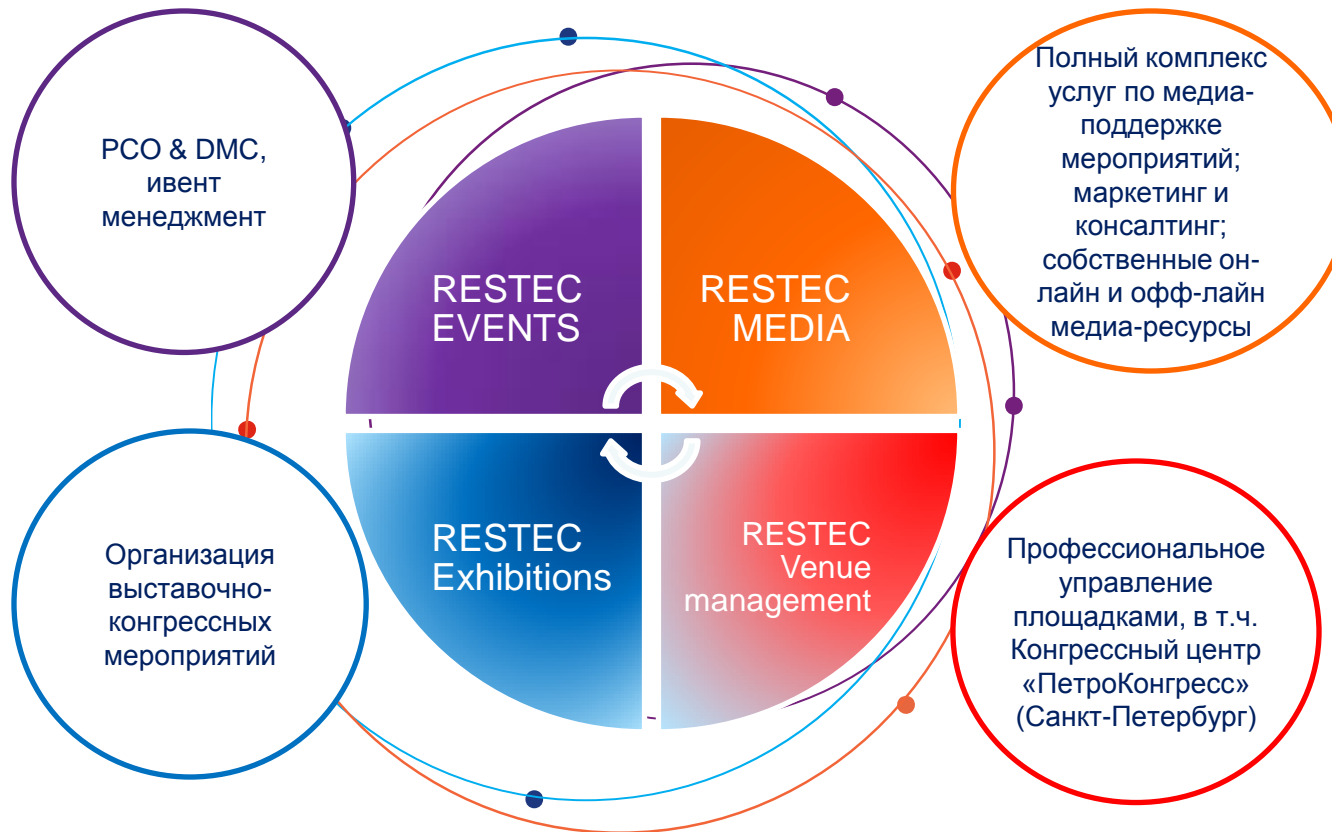 PCO & DMC,
ивент
менеджмент
RESTEC
EVENTS
RESTEC
MEDIA
Полный комплекс
услуг по медиа-
поддержке
мероприятий;
маркетинг и
консалтинг;
собственные он-
лайн и офф-лайн
медиа-ресурсы
Организация
выставочно-
конгрессных
мероприятий
RESTEC
Exhibitions
RESTEC
Venue
management
Профессиональное
управление
площадками, в т.ч.
Конгрессный центр
«ПетроКонгресс»
(Санкт-Петербург)